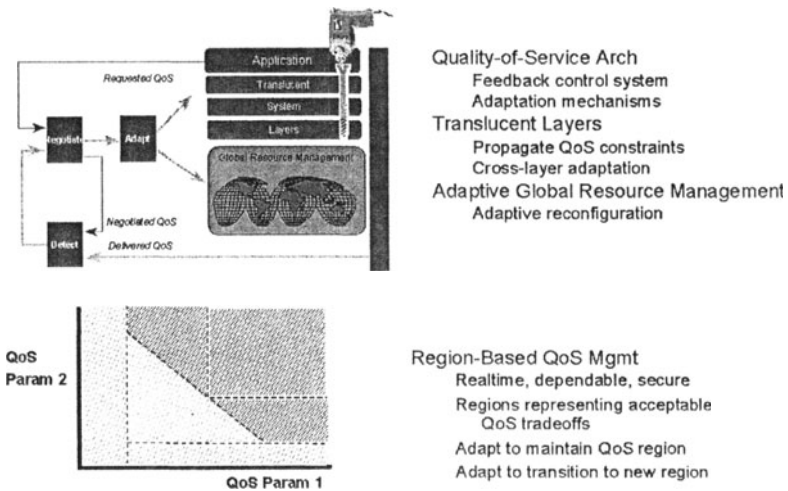 Application
Requested QoS
Translucent
System
Negotiate
Adapt
Layers
Global Resource Management
Negotiated QoS
Detect
Delivered QoS
Quality-of-Service Arch
Feedback control system
Adaptation mechanisms
Translucent Layers
Propagate QoS constraints
Cross-layer adaptation
Adaptive Global Resource Management
Adaptive reconfiguration
QoS
Param 2
QoS Param 1
Region-Based QoS Mgmt
Realtime, dependable, secure
Regions representing acceptable
QoS tradeoffs
Adapt to maintain QoS region
Adapt to transition to new region